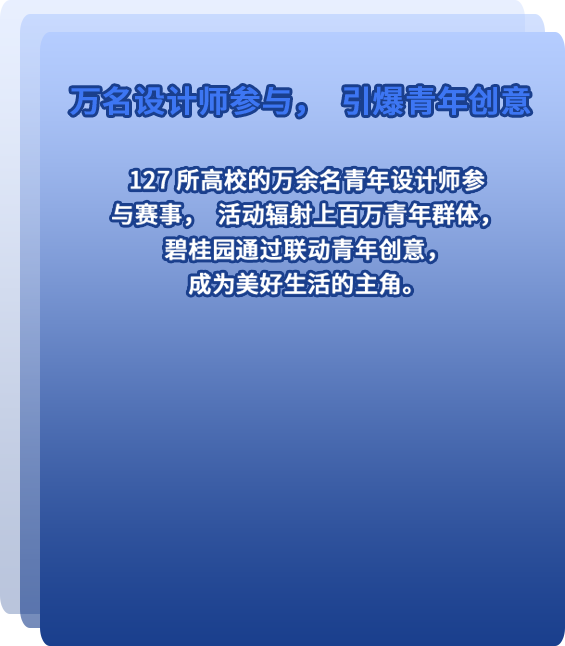 万名设计师参与， 引爆青年创意
127 所高校的万余名青年设计师参
与赛事， 活动辐射上百万青年群体，
碧桂园通过联动青年创意，
成为美好生活的主角。